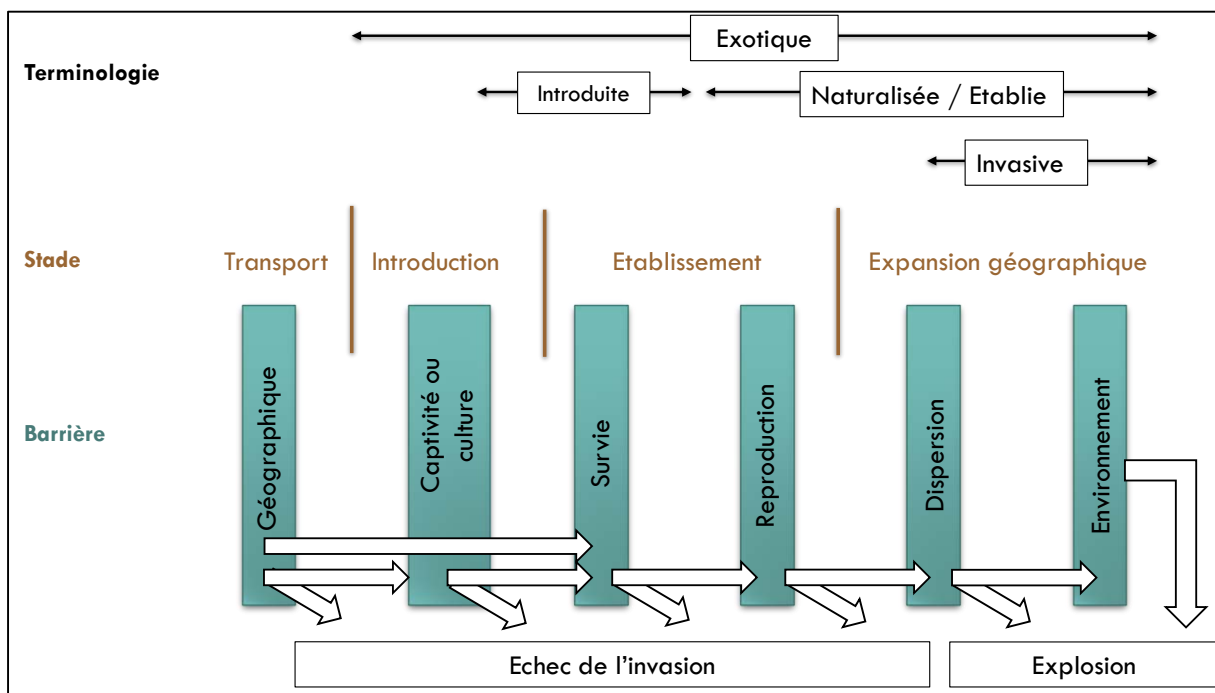 Exotique
Terminologie
Introduite
Naturalisée / Etablie
Invasive
Stade
Transport
Introduction
Etablissement
Expansion géographique
Barrière
Géographique
Captivité ou
culture
Survie
Reproduction
Dispersion
Environnement
Echec de l’invasion
Explosion